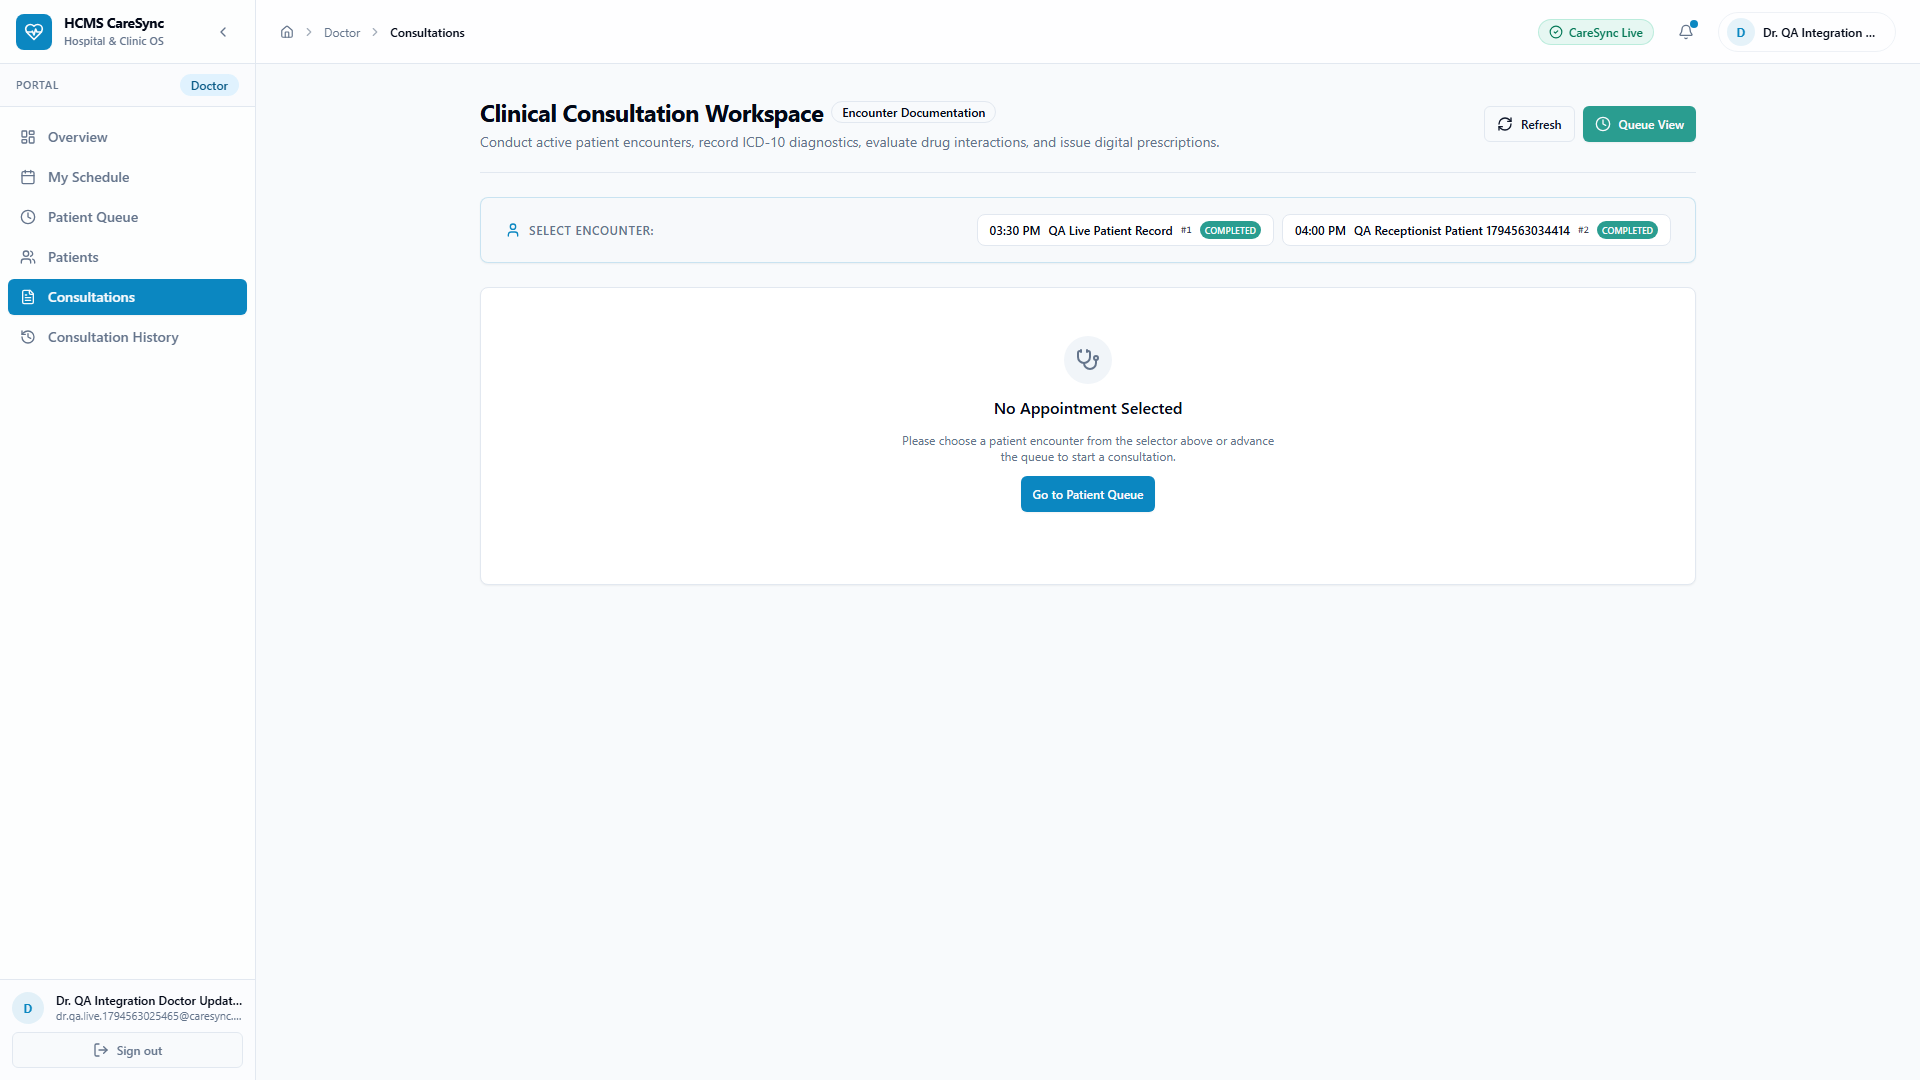 HCMS CareSync
Hospital & Clinic OS
PORTAL
Doctor
Overview
My Schedule
Patient Queue
Patients
Consultations
Consultation History
Dr. QA Integration Doctor Updat...
D
dr.qa.live.1794563025465@caresync....
Sign out
Doctor
Consultations
CareSync Live
D
Dr. QA Integration ...
Clinical Consultation Workspace
Encounter Documentation
Conduct active patient encounters, record ICD-10 diagnostics, evaluate drug interactions, and issue digital prescriptions.
Refresh
Queue View
SELECT ENCOUNTER:
03:30 PM QA Live Patient Record #1 COMPLETED
04:00 PM QA Receptionist Patient 1794563034414 #2 COMPLETED
No Appointment Selected
Please choose a patient encounter from the selector above or advance
the queue to start a consultation.
Go to Patient Queue